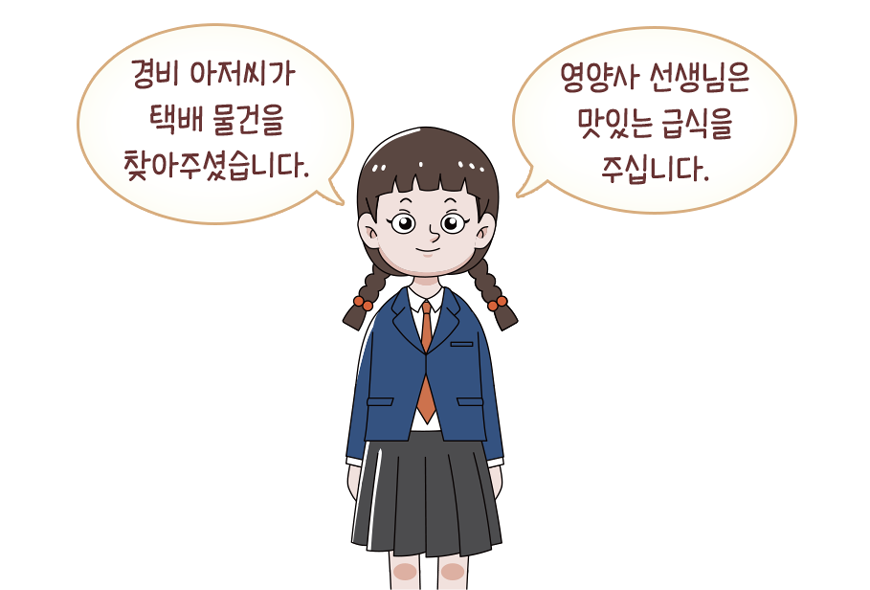 경비 아저씨가
택배 물건을
찾아주셨습니다.
영양사 선생님은
맛있는 급식을
주십니다.